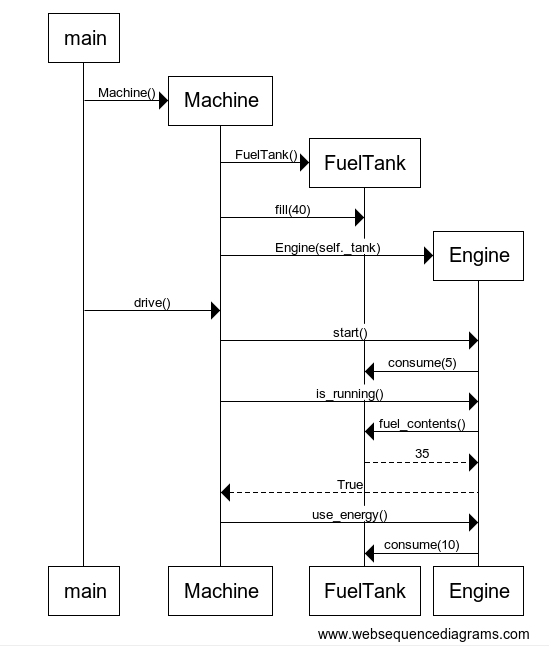 main
Machine()
Machine
FuelTank()
FuelTank
fill(40)
Engine(self._tank)
Engine
drive()
start()
consume(5)
is_running()
fuel_contents()
35
True
use_energy()
consume(10)
main
Machine
FuelTank
Engine
www.websequencediagrams.com